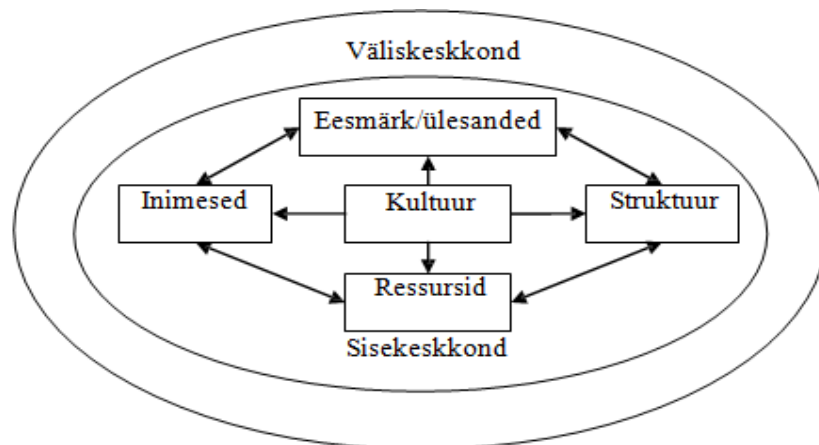 Väliskeskkond
Eesmärk/ülesanded
Inimesed
Kultuur
Struktuur
Ressursid
Sisekeskkond